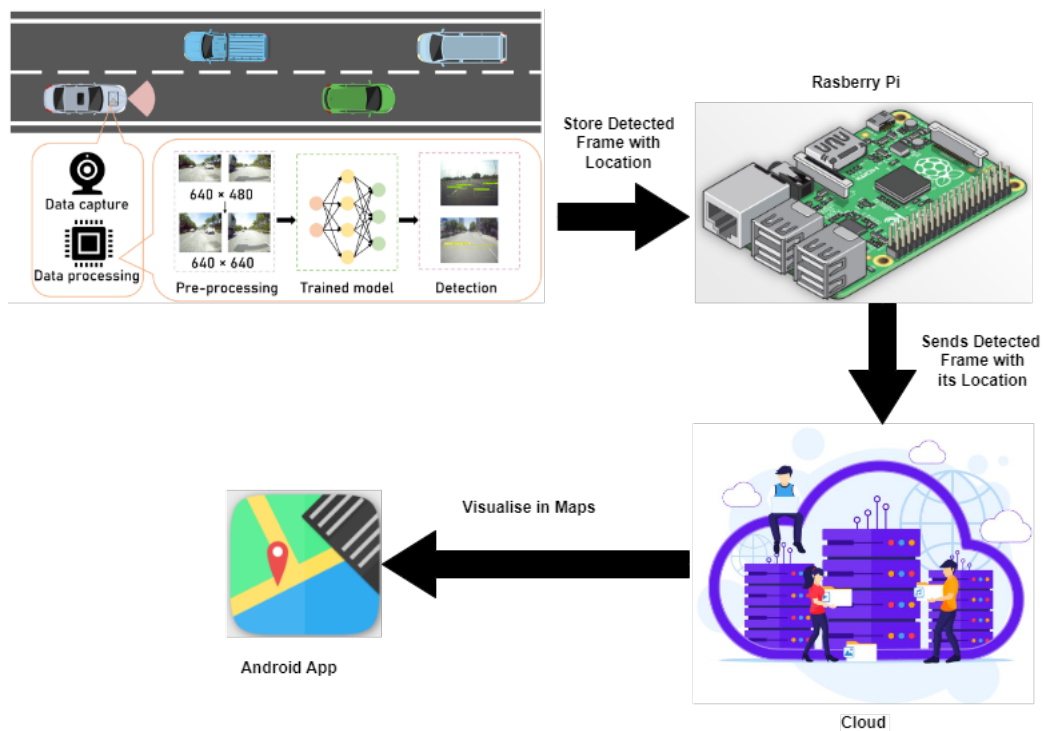 Rasberry Pi
Store Detected
Frame with
Location
Data capture
Data processing
640 × 480
640 × 640
Pre-processing
Trained model
Detection
Sends Detected
Frame with
its Location
Visualise in Maps
Android App
Cloud